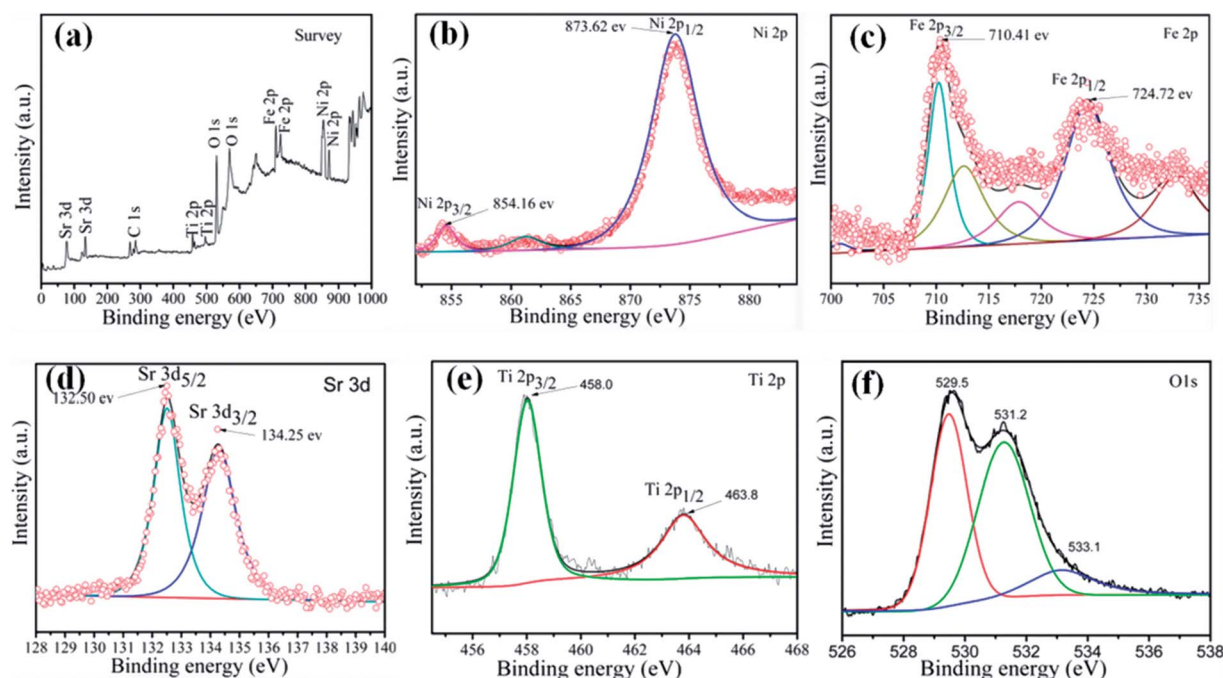 (a)
Survey
Sr 3d
Sr 3d
C 1s
Ti 2p
Ti 2p
O 1s
O 1s
Fe 2p
Fe 2p
Ni 2p
Ni 2p
Intensity (a.u.)
0 100 200 300 400 500 600 700 800 900 1000
Binding energy (eV)
(b)
873.62 ev
Ni 2p1/2
Ni 2p
Ni 2p3/2
854.16 ev
Intensity (a.u.)
855 860 865 870 875 880
Binding energy (eV)
(c)
Fe 2p3/2
710.41 ev
Fe 2p
Fe 2p1/2
724.72 ev
Intensity (a.u.)
700 705 710 715 720 725 730 735
Binding energy (eV)
(d)
Sr 3d5/2
Sr 3d
132.50 ev
Sr 3d3/2
134.25 ev
Intensity (a.u.)
128 129 130 131 132 133 134 135 136 137 138 139 140
Binding energy (eV)
(e)
Ti 2p3/2
458.0
Ti 2p
Ti 2p1/2
463.8
Intensity (a.u.)
456 458 460 462 464 466 468
Binding energy (eV)
(f)
O1s
529.5
531.2
533.1
Intensity (a.u.)
526 528 530 532 534 536 538
Binding energy (eV)